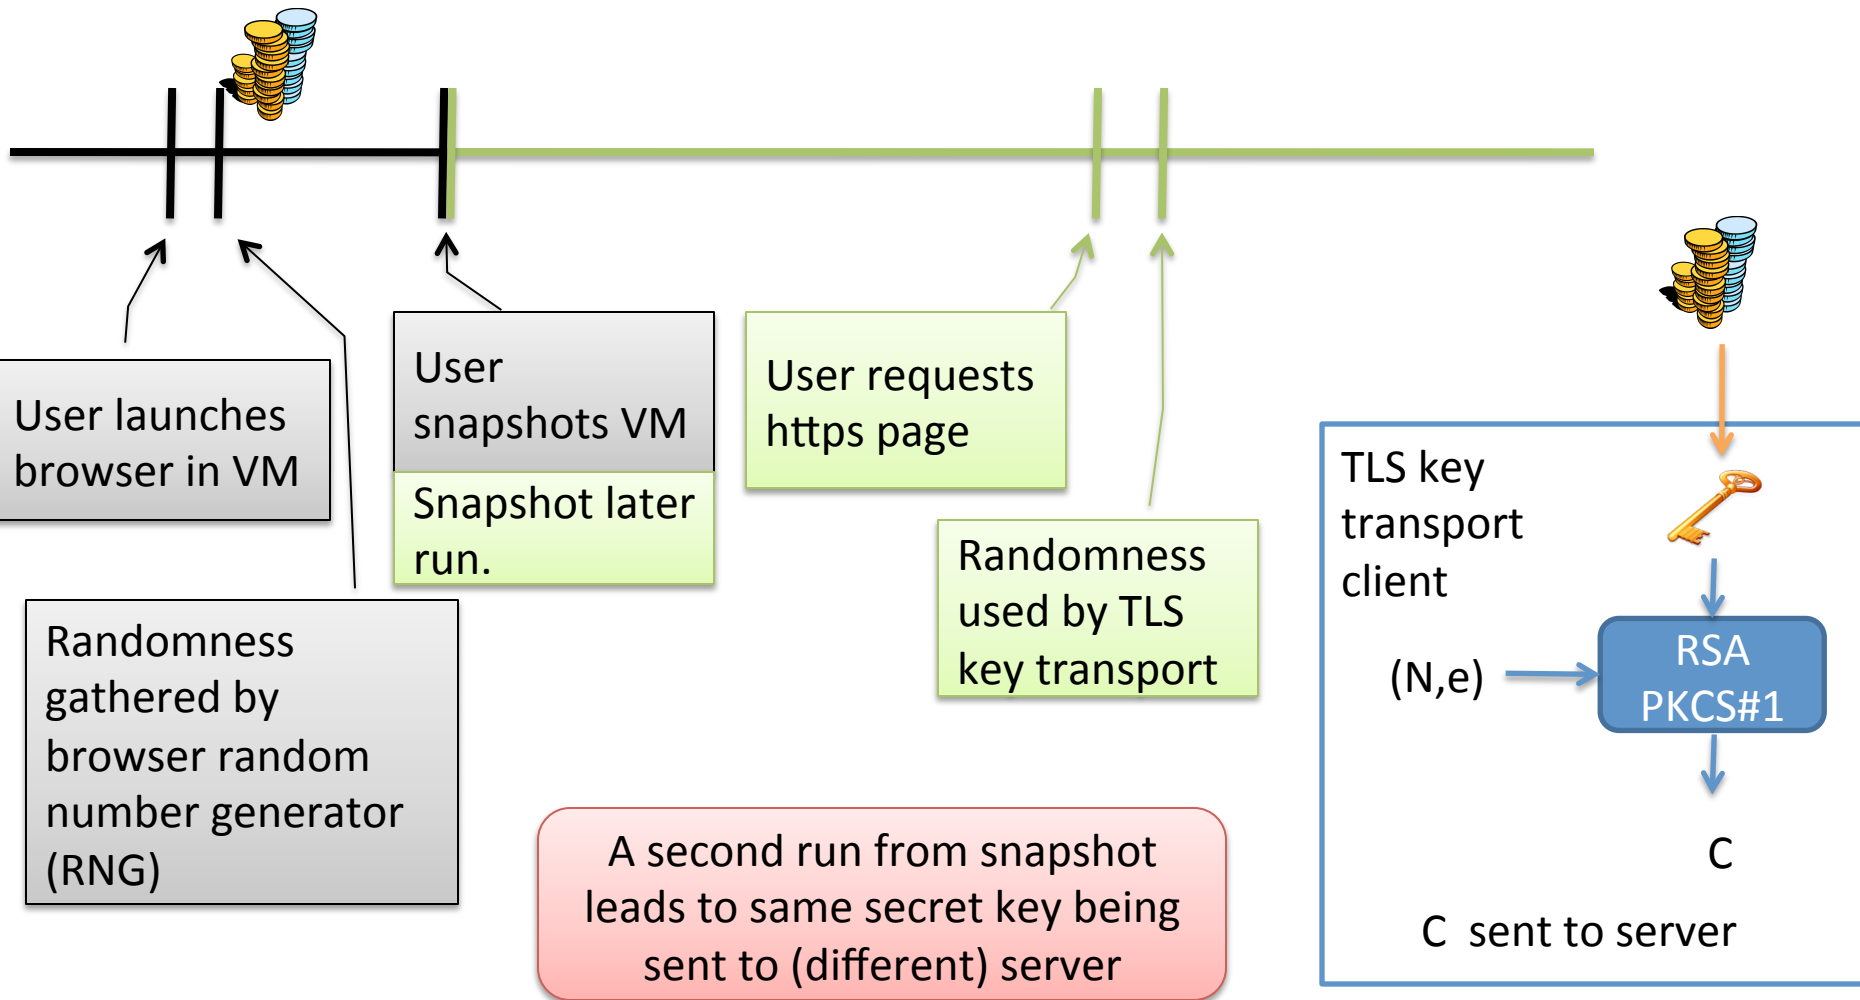 User launches
browser in VM
Randomness
gathered by
browser random
number generator
(RNG)
User
snapshots VM
Snapshot later
run.
User requests
https page
Randomness
used by TLS
key transport
TLS key
transport
client
(N,e)
RSA
PKCS#1
C
C sent to server
A second run from snapshot
leads to same secret key being
sent to (different) server